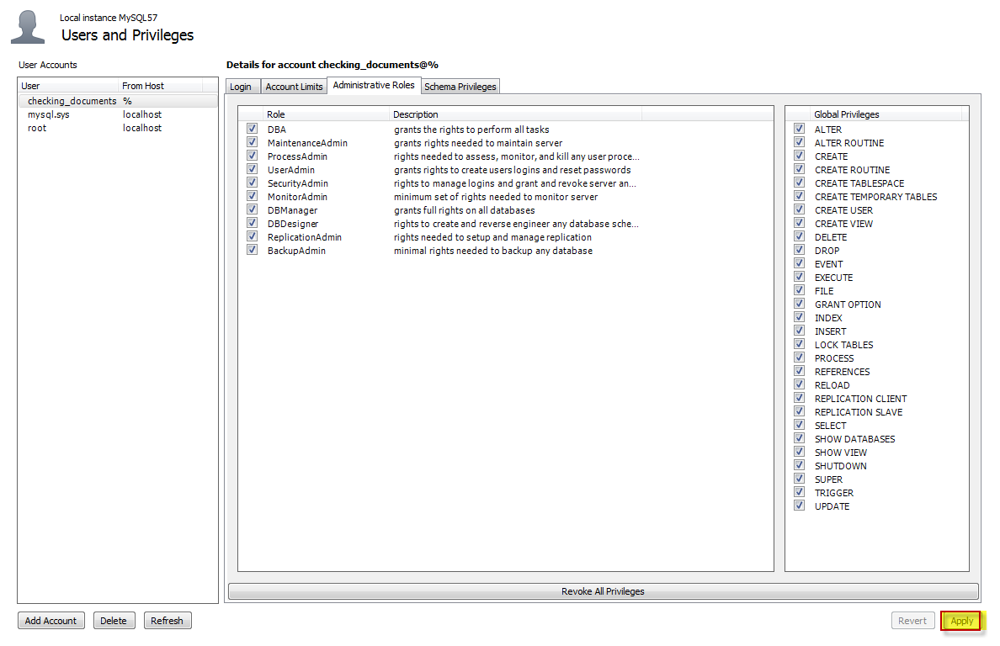 Local instance MySQL57
Users and Privileges
User Accounts
User From Host
checking_documents %
mysql.sys localhost
root localhost
Details for account checking_documents@%
Login Account Limits Administrative Roles Schema Privileges
Role Description
DBA grants the rights to perform all tasks
MaintenanceAdmin grants rights needed to maintain server
ProcessAdmin rights needed to assess, monitor, and kill any user proce...
UserAdmin grants rights to create users logins and reset passwords
SecurityAdmin rights to manage logins and grant and revoke server an...
MonitorAdmin minimum set of rights needed to monitor server
DBManager grants full rights on all databases
DBDesigner rights to create and reverse engineer any database sche...
ReplicationAdmin rights needed to setup and manage replication
BackupAdmin minimal rights needed to backup any database
Global Privileges
ALTER
ALTER ROUTINE
CREATE
CREATE ROUTINE
CREATE TABLESPACE
CREATE TEMPORARY TABLES
CREATE USER
CREATE VIEW
DELETE
DROP
EVENT
EXECUTE
FILE
GRANT OPTION
INDEX
INSERT
LOCK TABLES
PROCESS
REFERENCES
RELOAD
REPLICATION CLIENT
REPLICATION SLAVE
SELECT
SHOW DATABASES
SHOW VIEW
SHUTDOWN
SUPER
TRIGGER
UPDATE
Revoke All Privileges
Add Account Delete Refresh Revert Apply